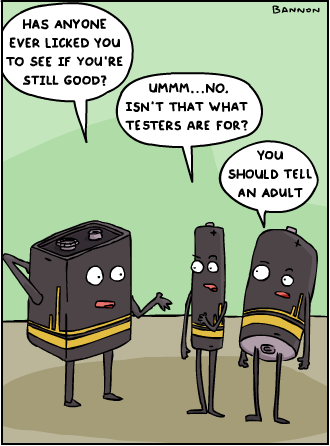 BANNON
HAS ANYONE
EVER LICKED YOU
TO SEE IF YOU'RE
STILL GOOD?
UMMM...NO.
ISN'T THAT WHAT
TESTERS ARE FOR?
YOU
SHOULD TELL
AN ADULT